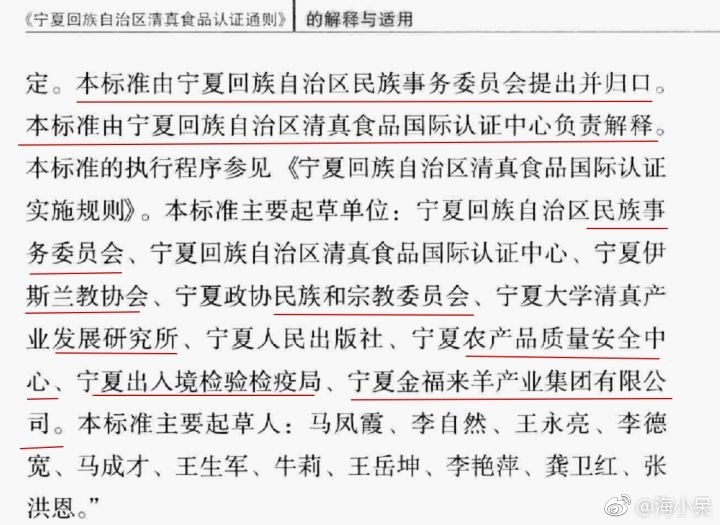 《宁夏回族自治区清真食品认证通则》 的解释与适用
定。本标准由宁夏回族自治区民族事务委员会提出并归口。
本标准由宁夏回族自治区清真食品国际认证中心负责解释。
本标准的执行程序参见《宁夏回族自治区清真食品国际认证
实施规则》。本标准主要起草单位：宁夏回族自治区民族事
务委员会、宁夏回族自治区清真食品国际认证中心、宁夏伊
斯兰教协会、宁夏政协民族和宗教委员会、宁夏大学清真产
业发展研究所、宁夏人民出版社、宁夏农产品质量安全中
心、宁夏出入境检验检疫局、宁夏金福来羊产业集团有限公
司。本标准主要起草人：马凤霞、李自然、王永亮、李德
宽、马成才、王生军、牛莉、王岳坤、李艳萍、龚卫红、张
洪恩。”
@海小呆